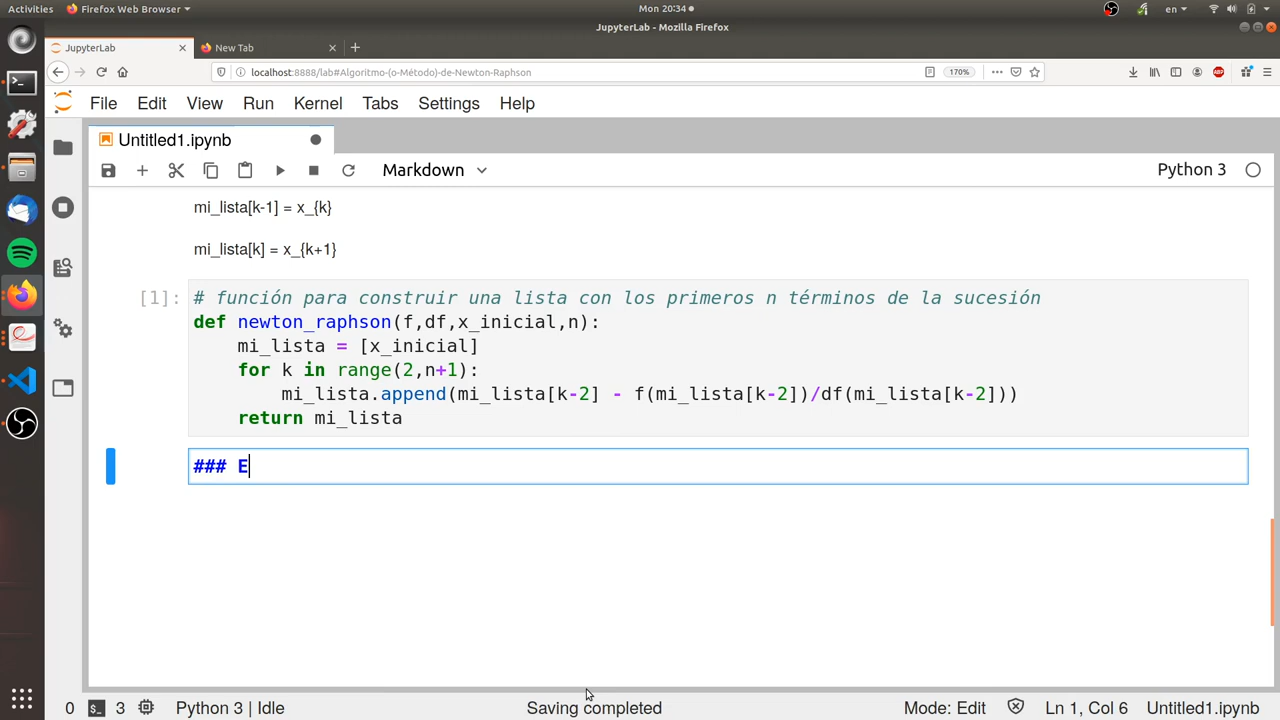 Activities Firefox Web Browser Mon 20:34 en
JupyterLab - Mozilla Firefox
JupyterLab New Tab
localhost:8888/lab#Algoritmo-(o-Método)-de-Newton-Raphson 170% ABP
File Edit View Run Kernel Tabs Settings Help
Untitled1.ipynb
Markdown Python 3
mi_lista[k-1] = x_{k}
mi_lista[k] = x_{k+1}
[1]: # función para construir una lista con los primeros n términos de la sucesión
def newton_raphson(f,df,x_inicial,n):
mi_lista = [x_inicial]
for k in range(2,n+1):
mi_lista.append(mi_lista[k-2] - f(mi_lista[k-2])/df(mi_lista[k-2]))
return mi_lista
### E
0 3 Python 3 | Idle Saving completed Mode: Edit Ln 1, Col 6 Untitled1.ipynb